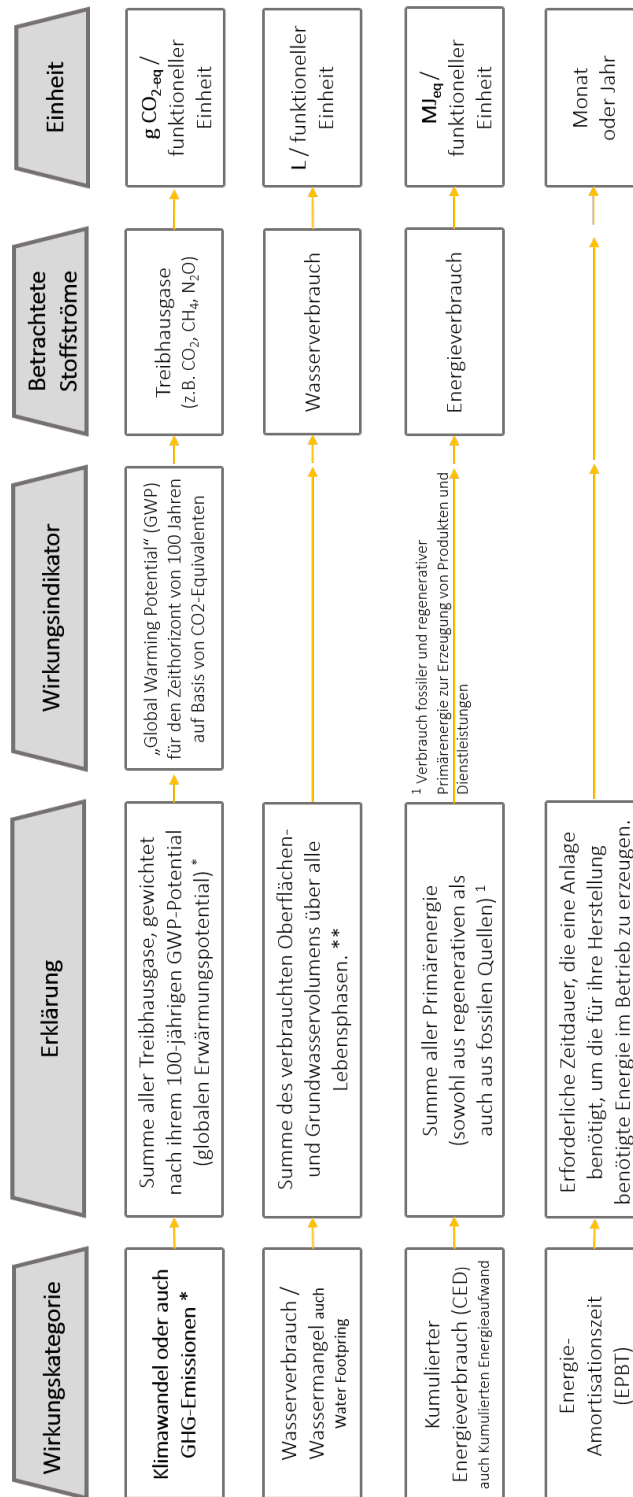 Wirkungskategorie
Erklärung
Wirkungsindikator
Betrachtete
Stoffströme
Einheit
Klimawandel oder auch
GHG-Emissionen *
Summe aller Treibhausgase, gewichtet
nach ihrem 100-jährigen GWP-Potential
(globalen Erwärmungspotential) *
„Global Warming Potential“ (GWP)
für den Zeithorizont von 100 Jahren
auf Basis von CO2-Equivalenten
Treibhausgase
(z.B. CO₂, CH₄, N₂O)
g CO₂-eq/
funktioneller
Einheit
Wasserverbrauch /
Wassermangel auch
Water Footpring
Summe des verbrauchten Oberflächen-
und Grundwasservolumens über alle
Lebensphasen. **
Wasserverbrauch
L / funktioneller
Einheit
Kumulierter
Energieverbrauch (CED)
auch Kumulierten Energieaufwand
Summe aller Primärenergie
(sowohl aus regenerativen als
auch aus fossilen Quellen) ¹
¹ Verbrauch fossiler und regenerativer
Primärenergie zur Erzeugung von Produkten und
Dienstleistungen
Energieverbrauch
MJeq/
funktioneller
Einheit
Energie-
Amortisationszeit
(EPBT)
Erforderliche Zeitdauer, die eine Anlage
benötigt, um die für ihre Herstellung
benötigte Energie im Betrieb zu erzeugen.
Monat
oder Jahr